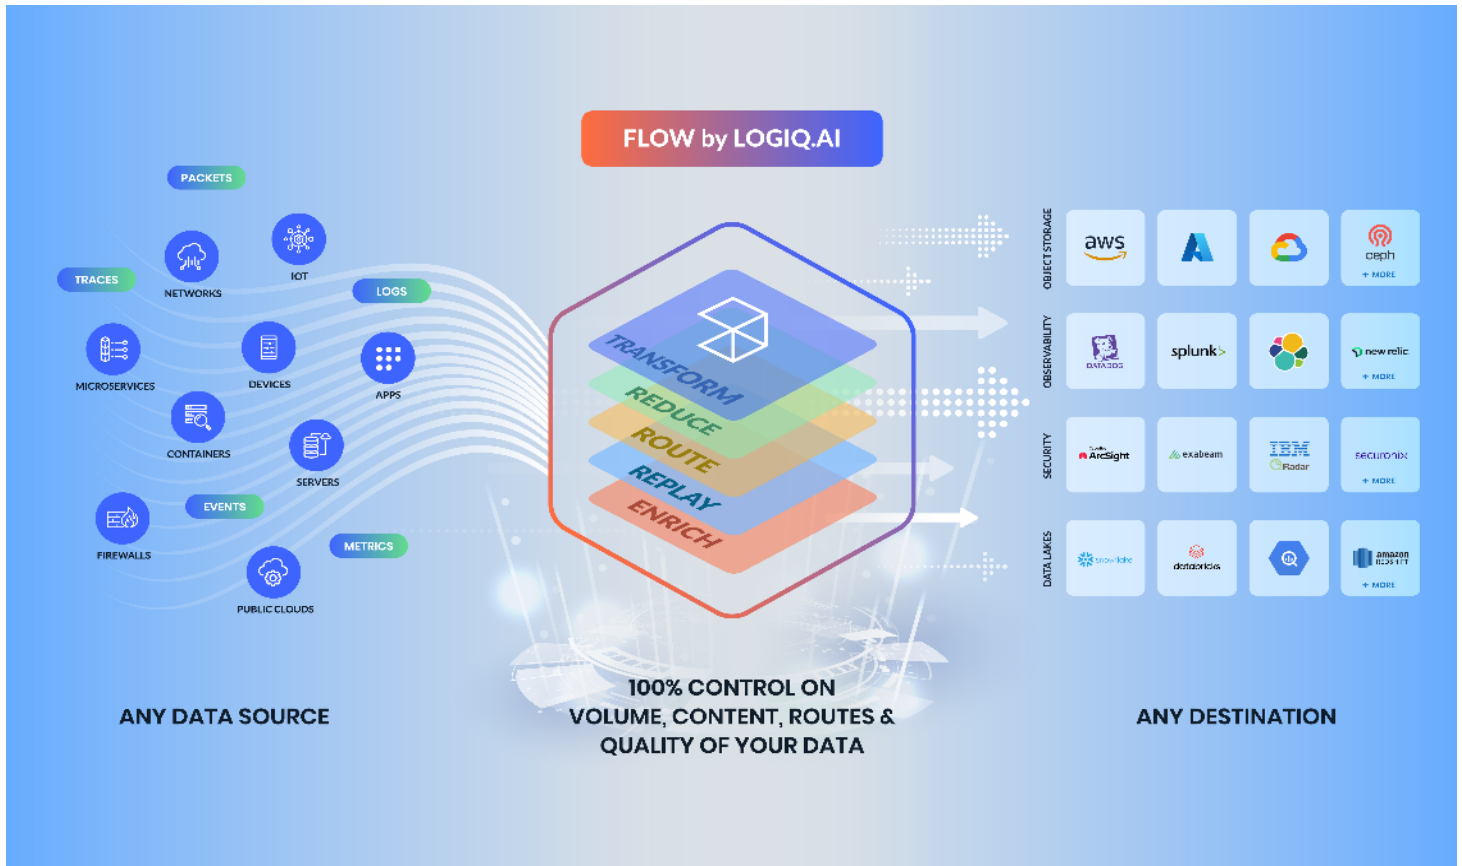 FLOW by LOGIQ.AI
PACKETS
NETWORKS
IOT
TRACES
LOGS
MICROSERVICES
DEVICES
APPS
CONTAINERS
SERVERS
EVENTS
FIREWALLS
METRICS
PUBLIC CLOUDS
ANY DATA SOURCE
TRANSFORM
REDUCE
ROUTE
REPLAY
ENRICH
100% CONTROL ON
VOLUME, CONTENT, ROUTES &
QUALITY OF YOUR DATA
OBJECT STORAGE
aws
ceph
+ MORE
OBSERVABILITY
DATADOG
splunk>
new relic
+ MORE
SECURITY
ArcSight
exabeam
IBM
QRadar
securonix
+ MORE
DATA LAKES
snowflake
databricks
amazon
REDSHIFT
+ MORE
ANY DESTINATION